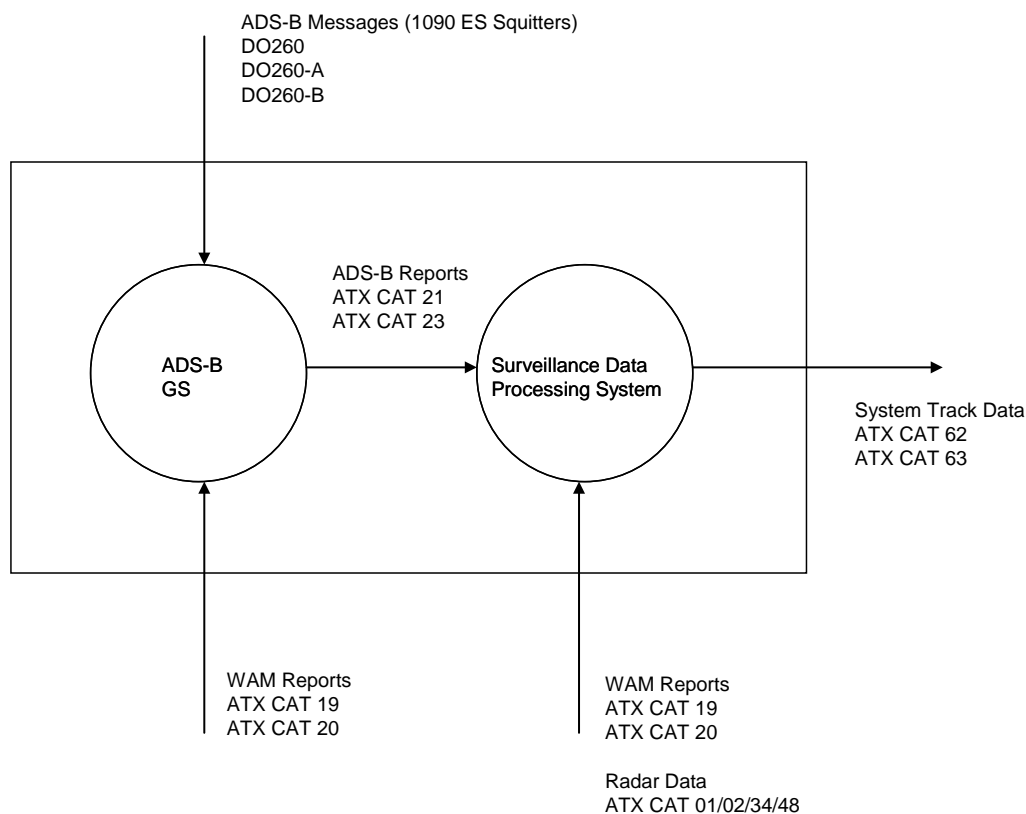 ADS-B Messages (1090 ES Squitters)
DO260
DO260-A
DO260-B
ADS-B Reports
ATX CAT 21
ATX CAT 23
ADS-B
GS
Surveillance Data
Processing System
System Track Data
ATX CAT 62
ATX CAT 63
WAM Reports
ATX CAT 19
ATX CAT 20
WAM Reports
ATX CAT 19
ATX CAT 20
Radar Data
ATX CAT 01/02/34/48